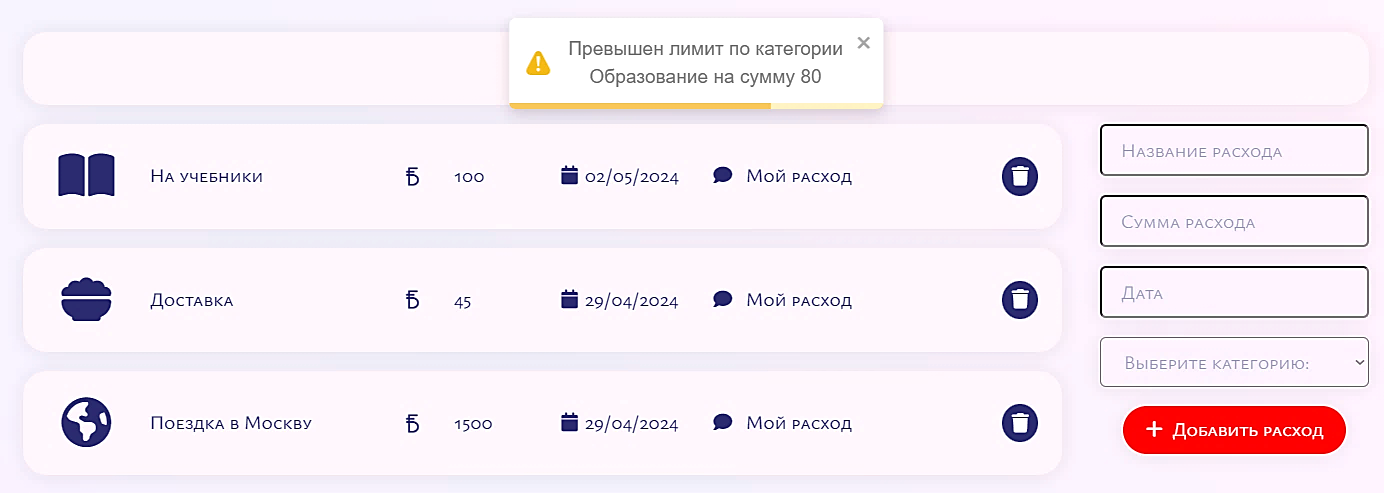 Превышен лимит по категории
Образование на сумму 80
На учебники 100 02/05/2024 Мой расход
Доставка 45 29/04/2024 Мой расход
Поездка в Москву 1500 29/04/2024 Мой расход
Название расхода
Сумма расхода
Дата
Выберите категорию:
+ Добавить расход